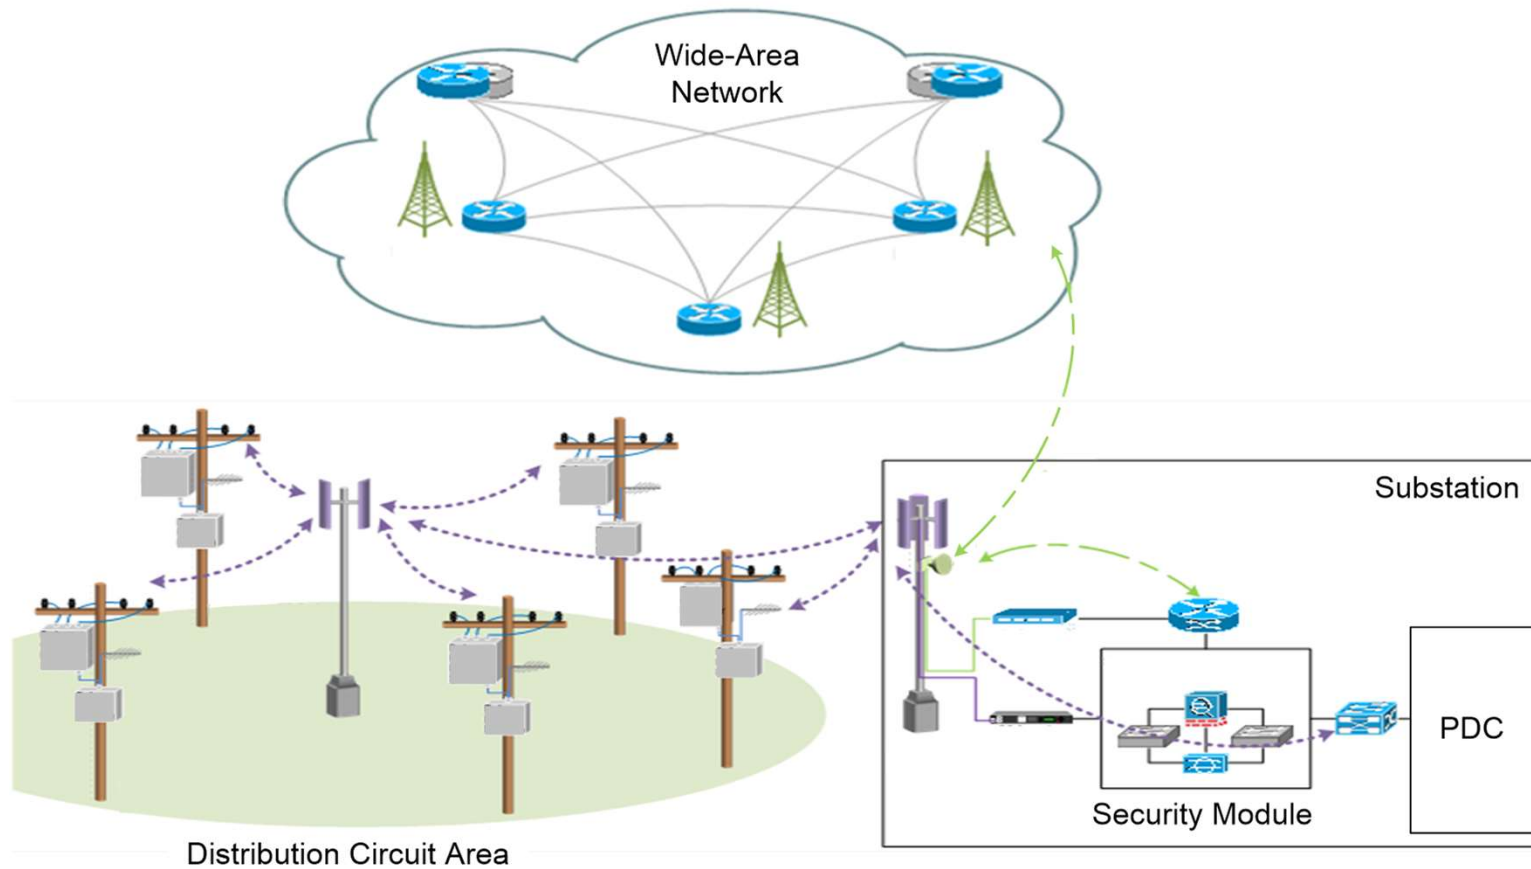 Wide-Area
Network
Substation
PDC
Security Module
Distribution Circuit Area